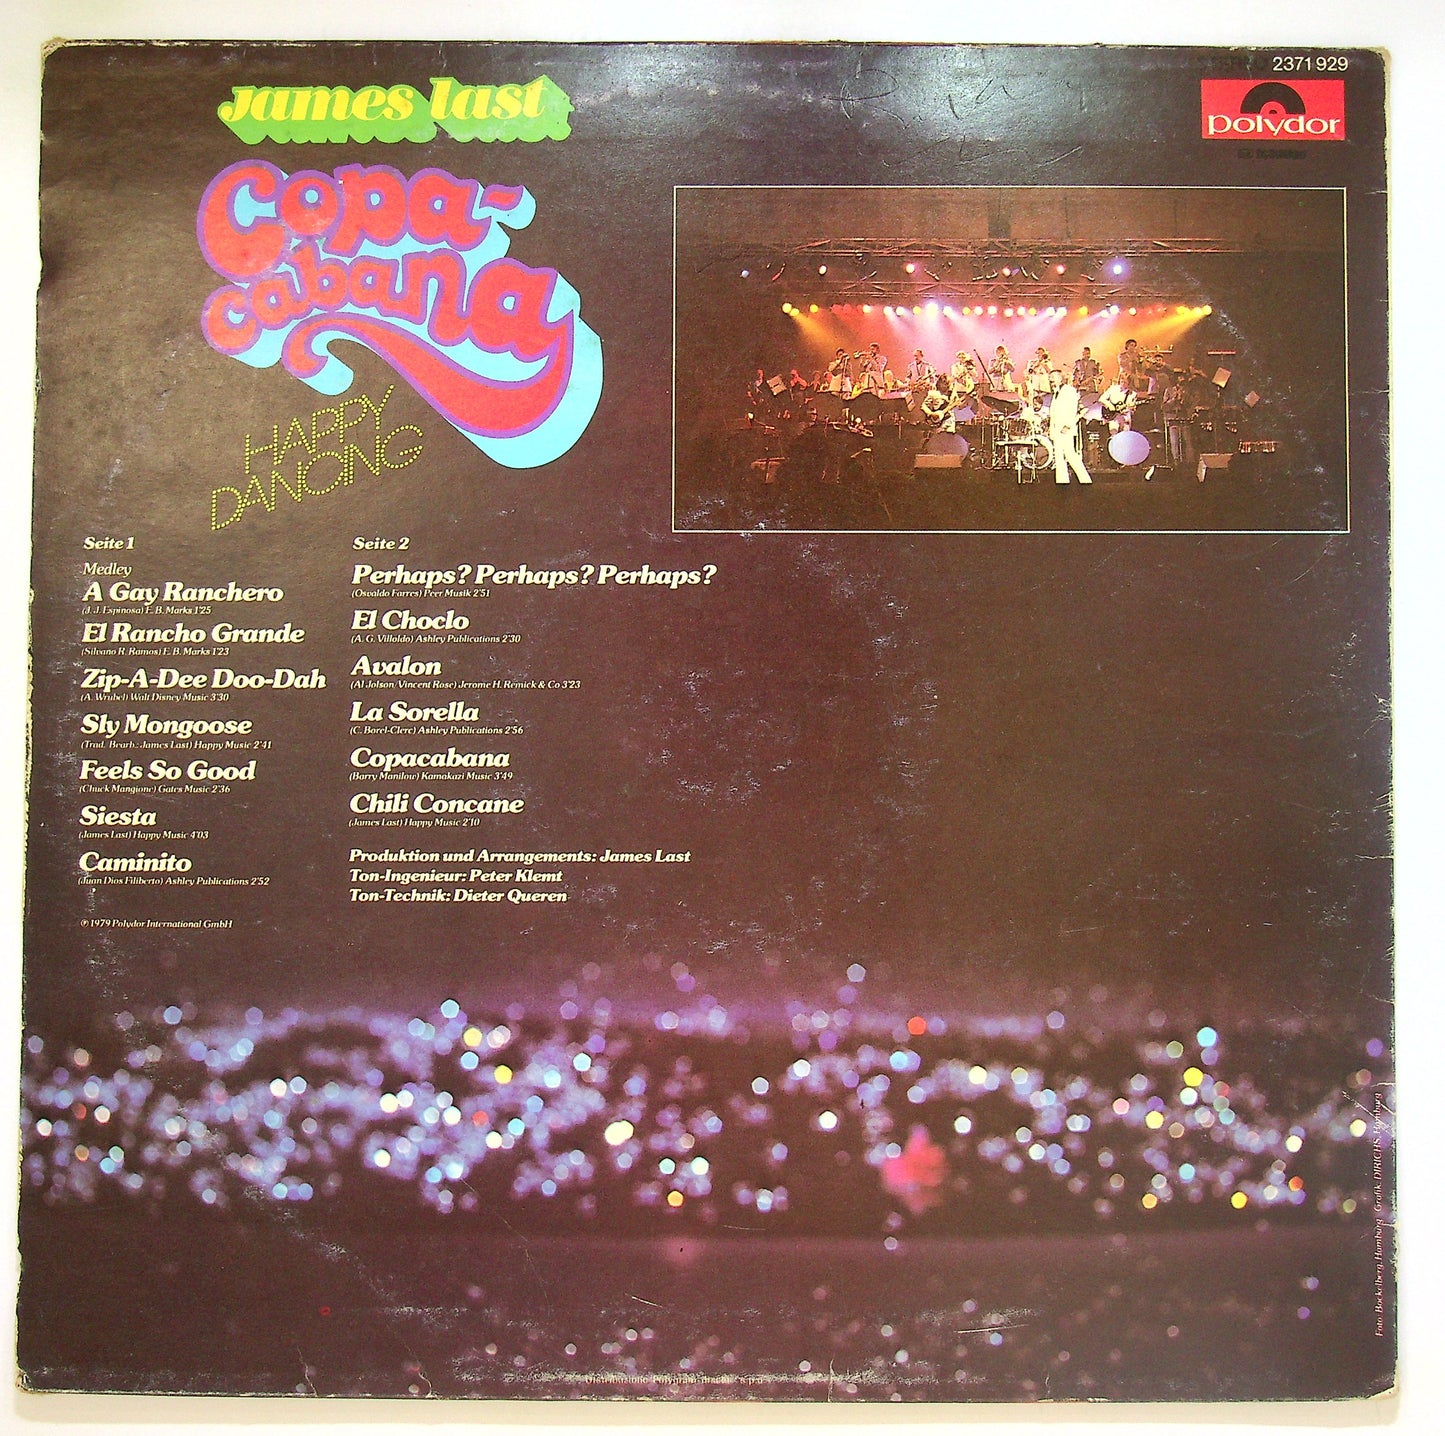 2371 929
polydor
James Last
Copa-
cabana
HAPPY
DANCING
Seite 1
Medley
A Gay Ranchero
(J. J. Espinosa) E. B. Marks 1'25
El Rancho Grande
(Silvano R. Ramos) E. B. Marks 1'23
Zip-A-Dee Doo-Dah
(A. Wrubel) Walt Disney Music 3'30
Sly Mongoose
(Trad./Bearb.: James Last) Happy Music 2'41
Feels So Good
(Chuck Mangione) Gates Music 2'36
Siesta
(James Last) Happy Music 4'03
Caminito
(Juan Dios Filiberto) Ashley Publications 2'52
℗ 1979 Polydor International GmbH
Seite 2
Perhaps? Perhaps? Perhaps?
(Osvaldo Farres) Peer Musik 2'51
El Choclo
(A. G. Villoldo) Ashley Publications 2'30
Avalon
(Al Jolson/Vincent Rose) Jerome H. Remick & Co 3'23
La Sorella
(C. Borel-Clerc) Ashley Publications 2'56
Copacabana
(Barry Manilow) Kamakazi Music 3'49
Chili Concane
(James Last) Happy Music 2'10
Produktion und Arrangements: James Last
Ton-Ingenieur: Peter Klemt
Ton-Technik: Dieter Queren
Foto: Bockelberg, Hamburg · Grafik: DIRICHS, Hamburg